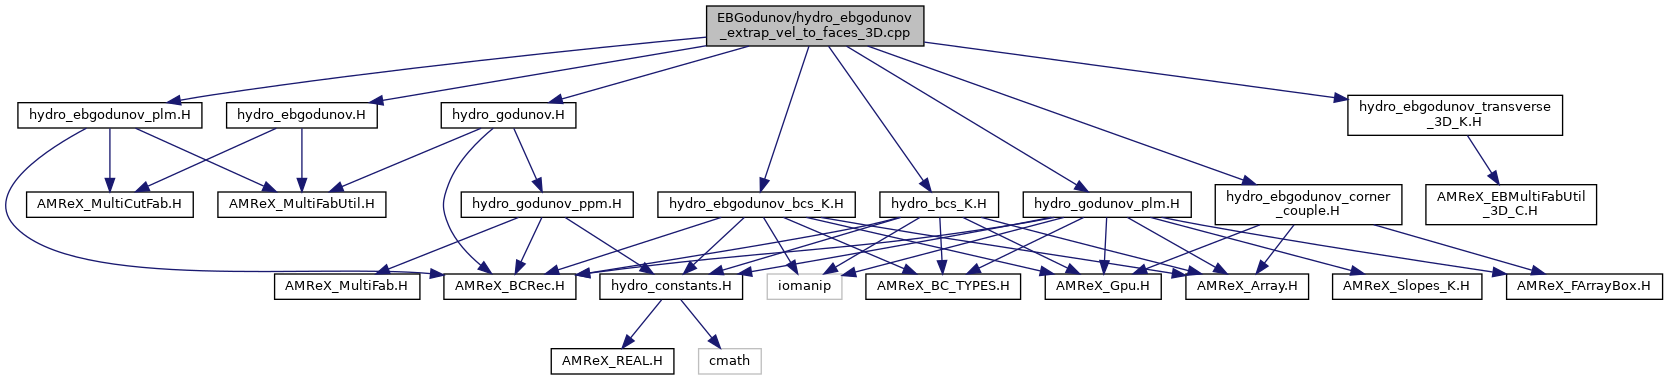 EBGodunov/hydro_ebgodunov
_extrap_vel_to_faces_3D.cpp
hydro_ebgodunov_plm.H
hydro_ebgodunov.H
hydro_godunov.H
hydro_ebgodunov_transverse
_3D_K.H
AMReX_MultiCutFab.H
AMReX_MultiFabUtil.H
hydro_godunov_ppm.H
hydro_ebgodunov_bcs_K.H
hydro_bcs_K.H
hydro_godunov_plm.H
hydro_ebgodunov_corner
_couple.H
AMReX_EBMultiFabUtil
_3D_C.H
AMReX_MultiFab.H
AMReX_BCRec.H
hydro_constants.H
iomanip
AMReX_BC_TYPES.H
AMReX_Gpu.H
AMReX_Array.H
AMReX_Slopes_K.H
AMReX_FArrayBox.H
AMReX_REAL.H
cmath